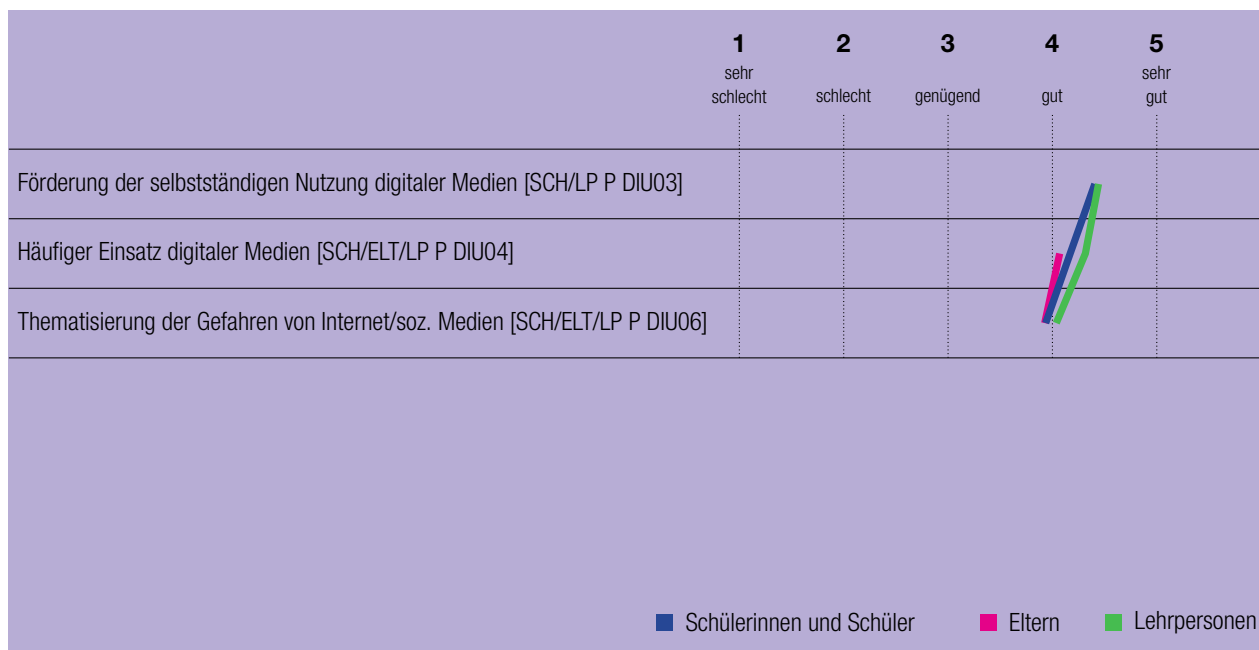 1 2 3 4 5
sehr schlecht schlecht genügend gut sehr gut
Förderung der selbstständigen Nutzung digitaler Medien [SCH/LP P DIU03]
Häufiger Einsatz digitaler Medien [SCH/ELT/LP P DIU04]
Thematisierung der Gefahren von Internet/soz. Medien [SCH/ELT/LP P DIU06]
Schülerinnen und Schüler Eltern Lehrpersonen